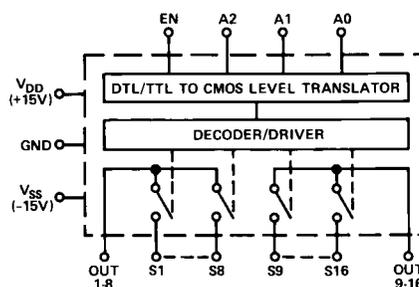 EN A2 A1 A0
VDD
(+15V)
DTL/TTL TO CMOS LEVEL TRANSLATOR
GND
DECODER/DRIVER
VSS
(-15V)
OUT
1-8
S1 S8 S9 S16
OUT
9-16